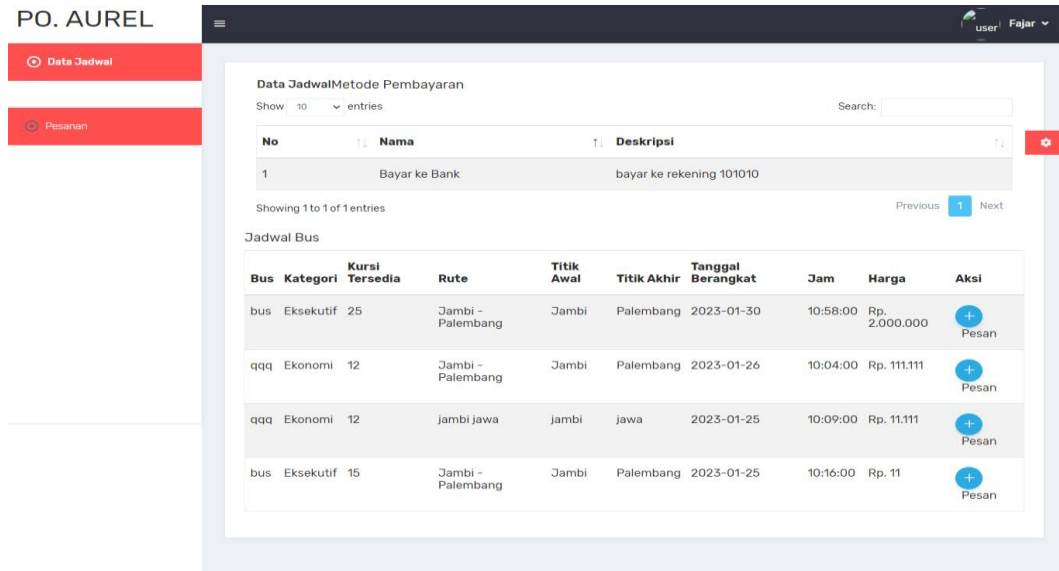 PO. AUREL
user Fajar
Data Jadwal
Pesanan
Data JadwalMetode Pembayaran
Show 10 entries Search:
No Nama Deskripsi
1 Bayar ke Bank bayar ke rekening 101010
Showing 1 to 1 of 1 entries Previous 1 Next
Jadwal Bus
Bus Kategori Kursi Tersedia Rute Titik Awal Titik Akhir Tanggal Berangkat Jam Harga Aksi
bus Eksekutif 25 Jambi - Palembang Jambi Palembang 2023-01-30 10:58:00 Rp. 2.000.000 Pesan
qqq Ekonomi 12 Jambi - Palembang Jambi Palembang 2023-01-26 10:04:00 Rp. 111.111 Pesan
qqq Ekonomi 12 jambi jawa jambi jawa 2023-01-25 10:09:00 Rp. 11.111 Pesan
bus Eksekutif 15 Jambi - Palembang Jambi Palembang 2023-01-25 10:16:00 Rp. 11 Pesan